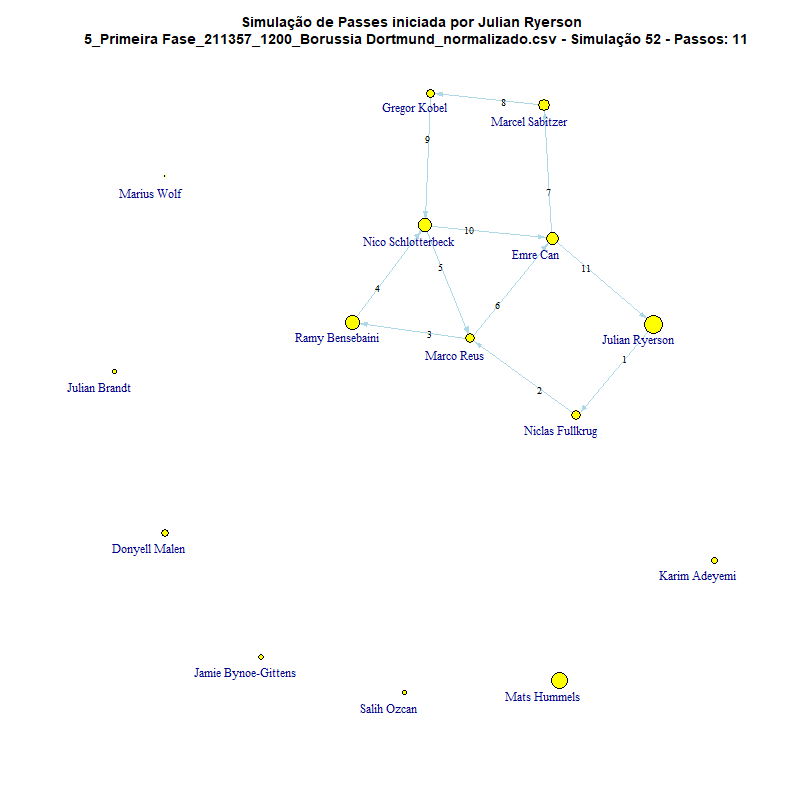 Simulação de Passes iniciada por Julian Ryerson
5_Primeira Fase_211357_1200_Borussia Dortmund_normalizado.csv - Simulação 52 - Passos: 11
Gregor Kobel
8
Marcel Sabitzer
9
Marius Wolf
7
Nico Schlotterbeck
10
Emre Can
5
11
4
6
Ramy Bensebaini
3
Marco Reus
Julian Ryerson
1
Julian Brandt
2
Niclas Fullkrug
Donyell Malen
Karim Adeyemi
Jamie Bynoe-Gittens
Salih Ozcan
Mats Hummels